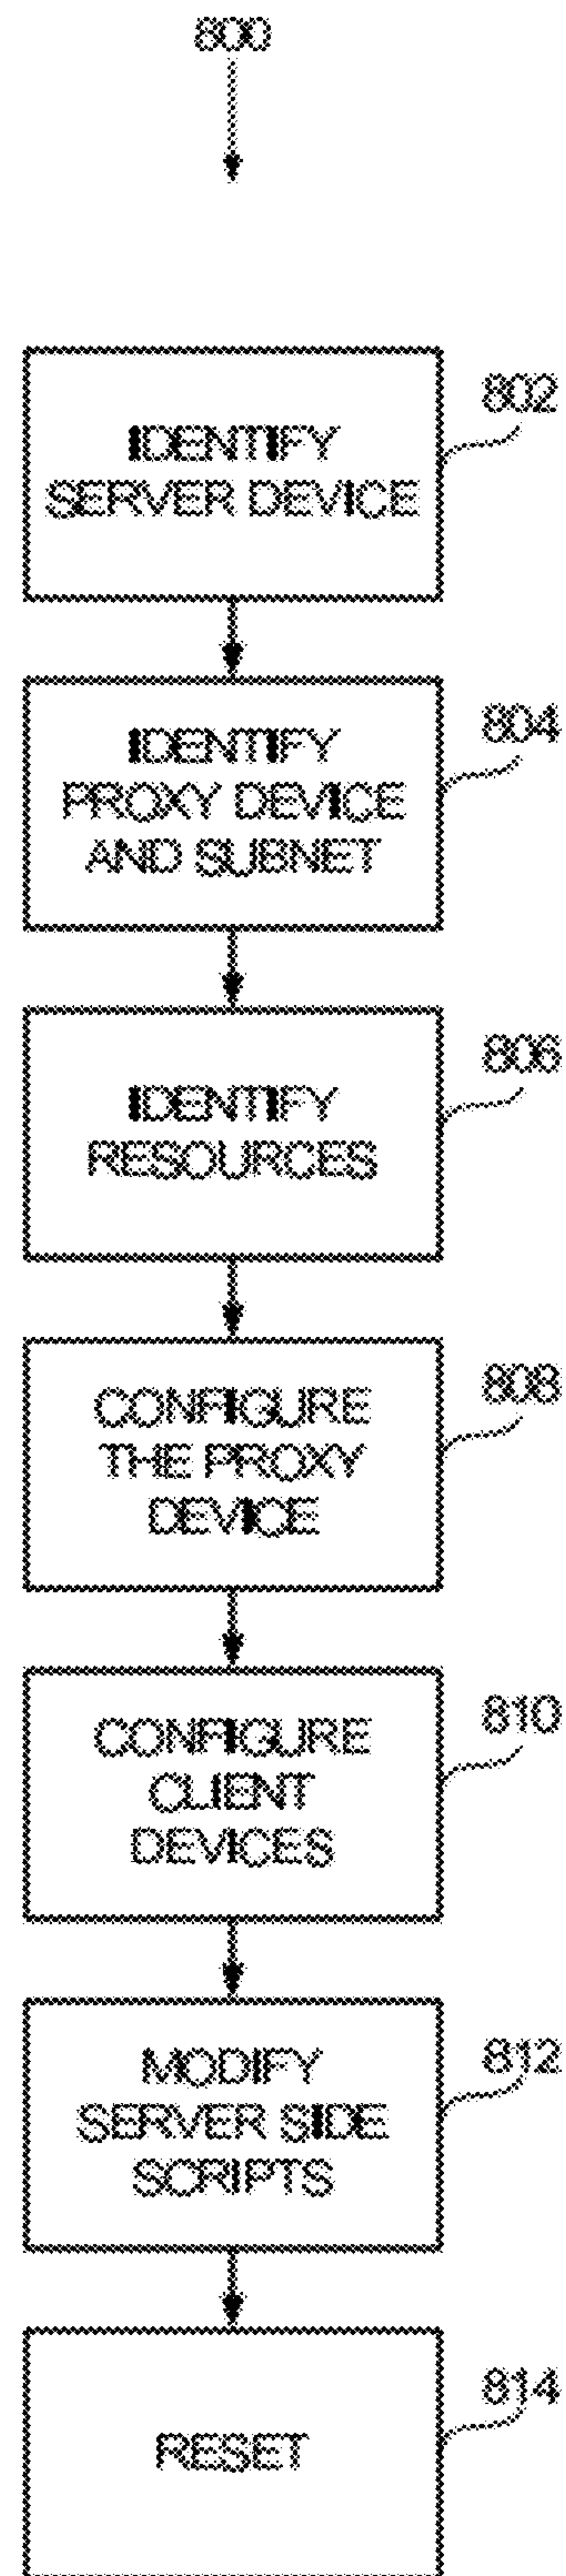 800
IDENTIFY
SERVER DEVICE
802
IDENTIFY
PROXY DEVICE
AND SUBNET
804
IDENTIFY
RESOURCES
806
CONFIGURE
THE PROXY
DEVICE
808
CONFIGURE
CLIENT
DEVICES
810
MODIFY
SERVER SIDE
SCRIPTS
812
RESET
814